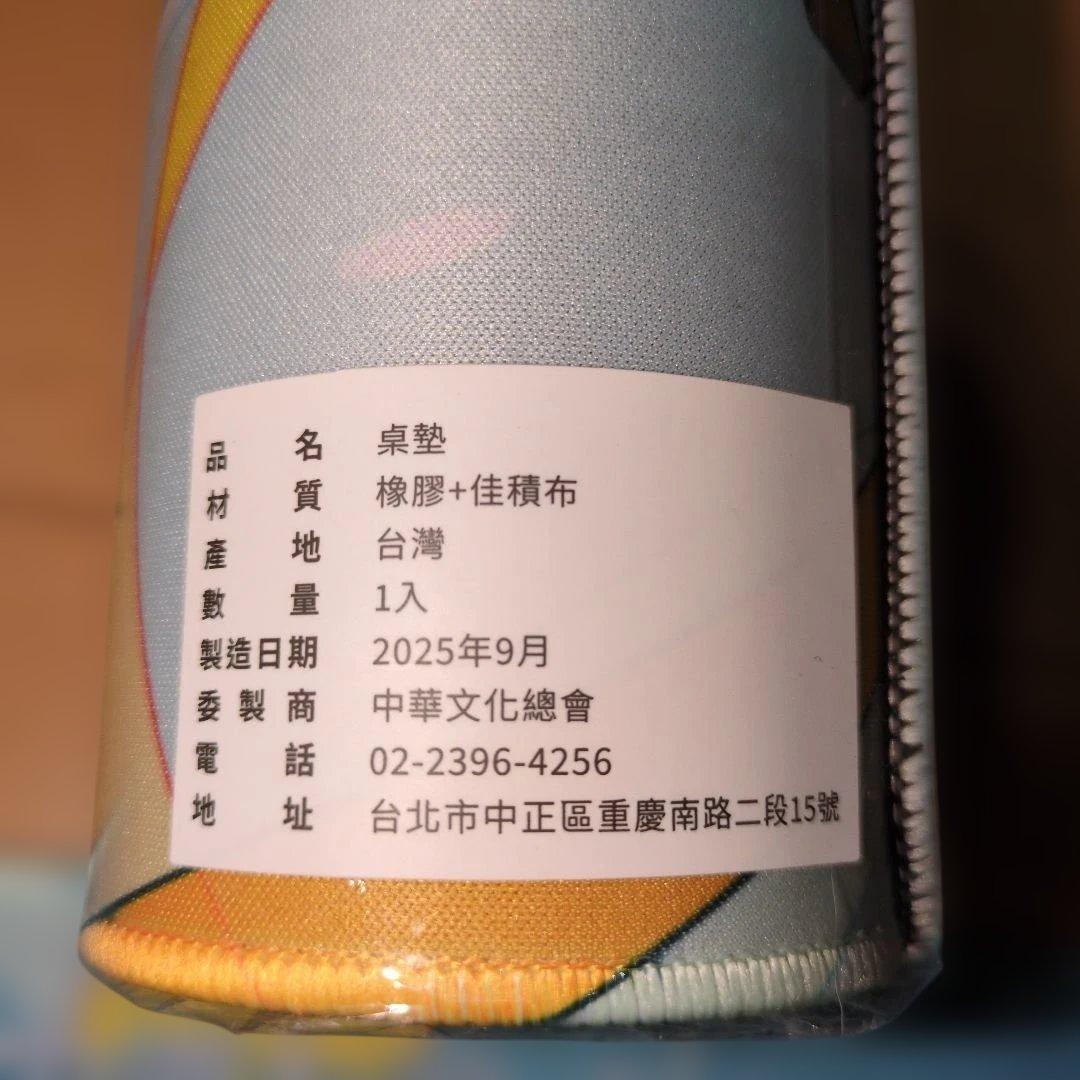 品名 桌墊
材質 橡膠+佳積布
產地 台灣
數量 1入
製造日期 2025年9月
委製商 中華文化總會
電話 02-2396-4256
地址 台北市中正區重慶南路二段15號